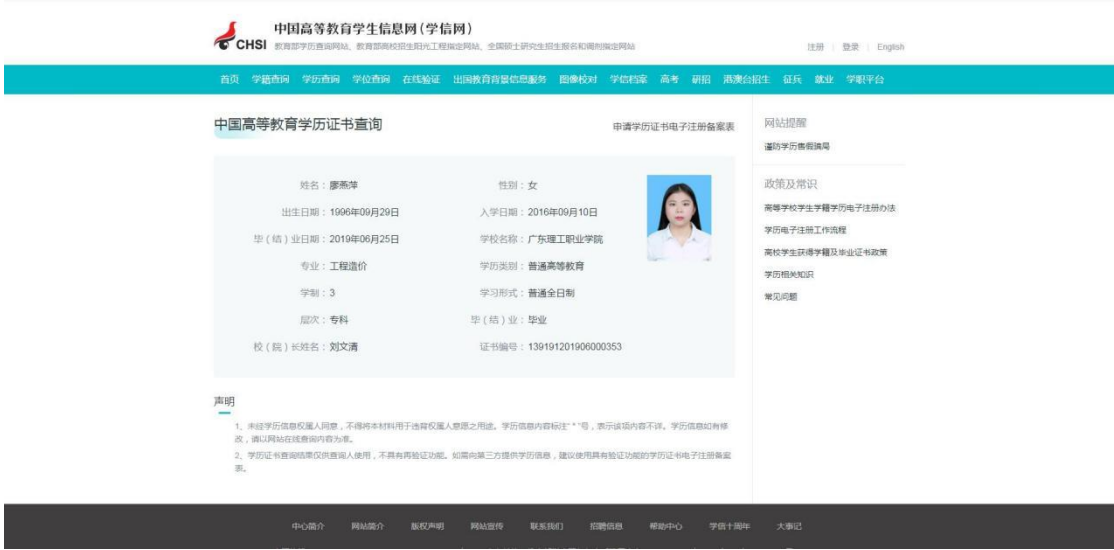 中国高等教育学生信息网(学信网)
CHSI 教育部学历查询网站、教育部高校招生阳光工程指定网站、全国硕士研究生招生报名和调剂指定网站
注册 | 登录 | English
首页 学籍查询 学历查询 学位查询 在线验证 出国教育背景信息服务 图像校对 学信档案 高考 研招 港澳台招生 征兵 就业 学职平台
中国高等教育学历证书查询
申请学历证书电子注册备案表
姓名:廖燕萍 性别:女
出生日期:1996年09月29日 入学日期:2016年09月10日
毕(结)业日期:2019年06月25日 学校名称:广东理工职业学院
专业:工程造价 学历类别:普通高等教育
学制:3 学习形式:普通全日制
层次:专科 毕(结)业:毕业
校(院)长姓名:刘文清 证书编号:139191201906000353
网站提醒
谨防学历售假骗局
政策及常识
高等学校学生学籍学历电子注册办法
学历电子注册工作流程
高校学生获得学籍及毕业证书政策
学历相关知识
常见问题
声明
1、未经学历信息权属人同意,不得将本材料用于违背权属人意愿之用途。学历信息内容标注“*”号,表示该项内容不详。学历信息如有修
改,请以网站在线查询内容为准。
2、学历证书查询结果仅供查询人使用,不具有再验证功能。如需向第三方提供学历信息,建议使用具有验证功能的学历证书电子注册备案
表。
中心简介 网站简介 版权声明 网站宣传 联系我们 招聘信息 帮助中心 学信十周年 大事记